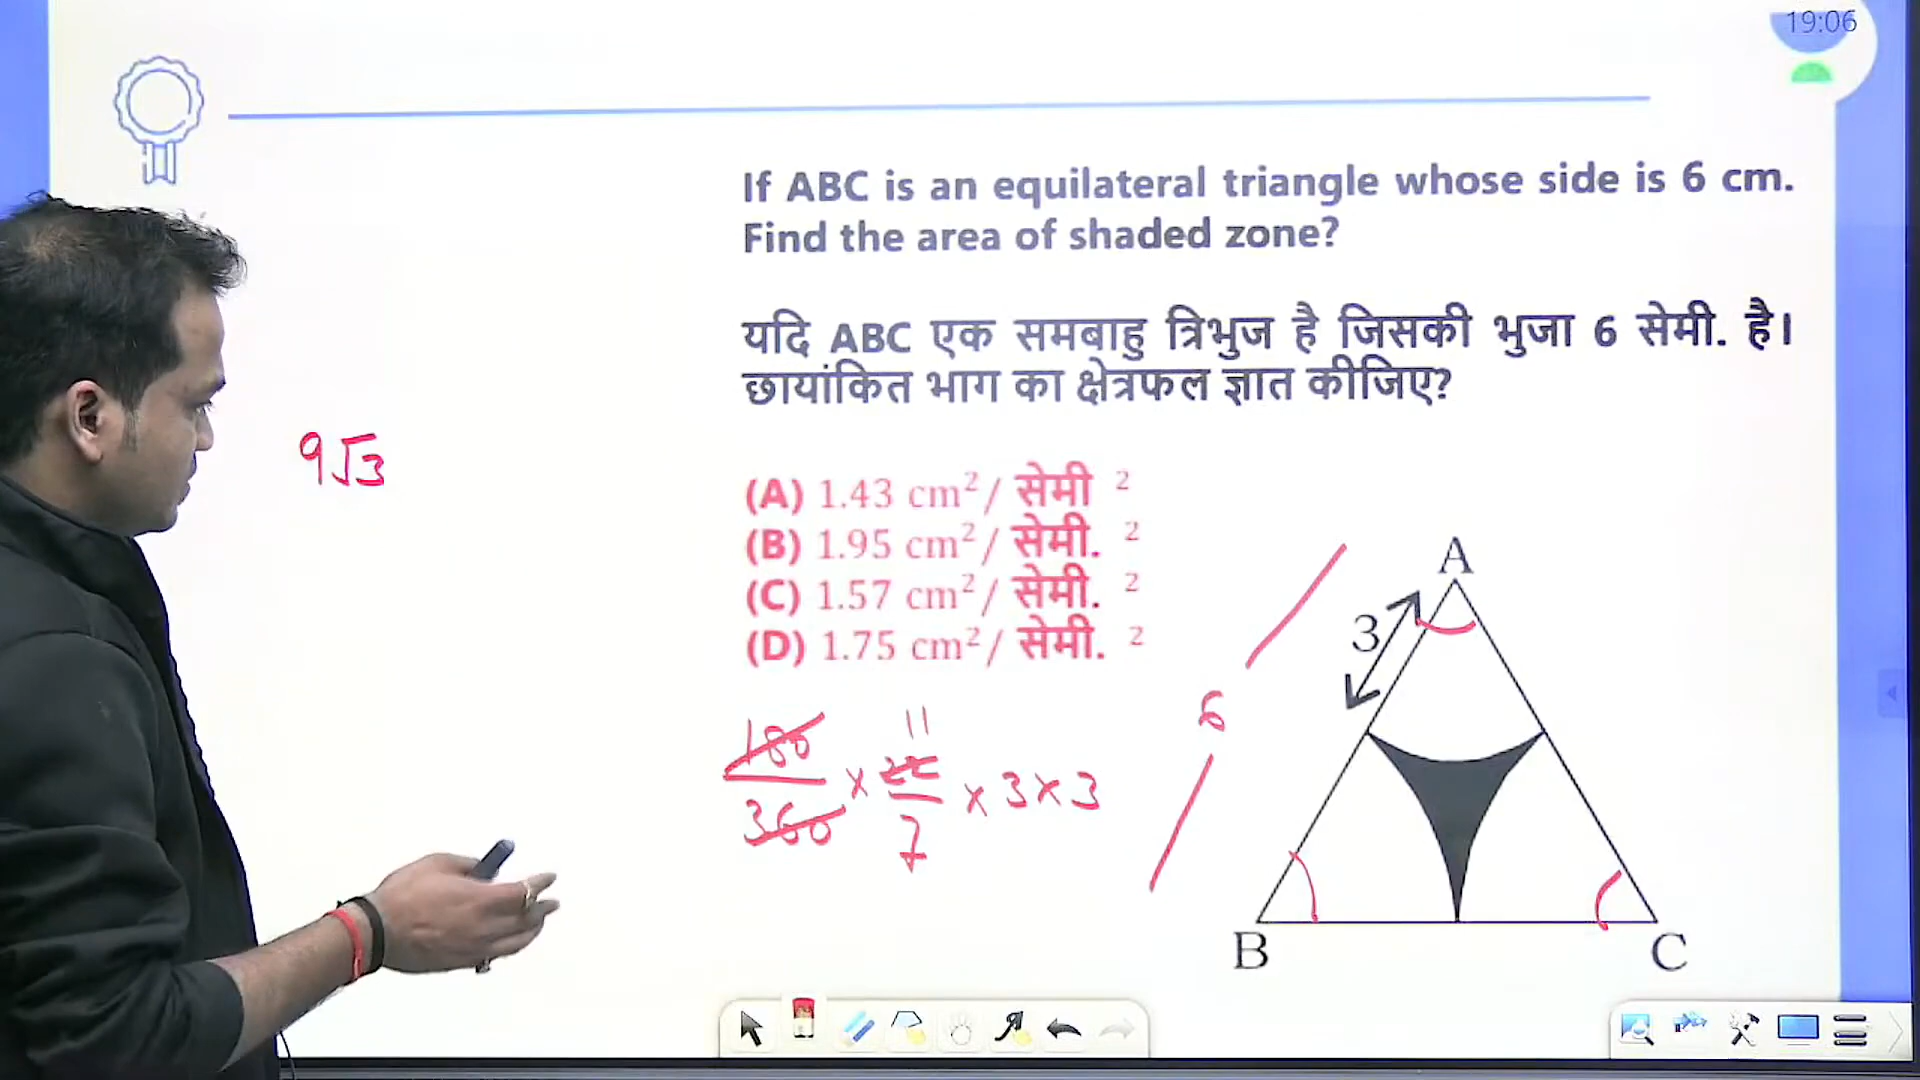 19:06
If ABC is an equilateral triangle whose side is 6 cm.
Find the area of shaded zone?
यदि ABC एक समबाहु त्रिभुज है जिसकी भुजा 6 सेमी. है।
छायांकित भाग का क्षेत्रफल ज्ञात कीजिए?
9√3
(A) 1.43 cm²/ सेमी ²
(B) 1.95 cm²/ सेमी. ²
(C) 1.57 cm²/ सेमी. ²
(D) 1.75 cm²/ सेमी. ²
A
3
6
11
180/360 × 22/7 × 3 × 3
B C